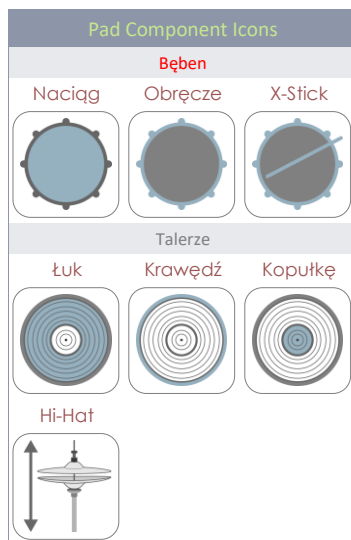 Pad Component Icons
Bęben
Naciąg Obręcze X-Stick
Talerze
Łuk Krawędź Kopułkę
Hi-Hat